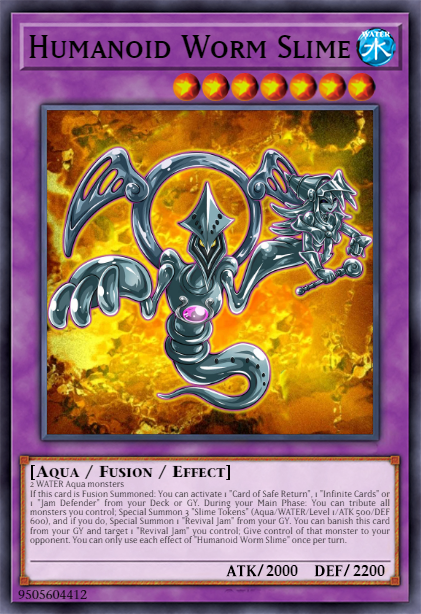 Humanoid Worm Slime
WATER
水
[Aqua / Fusion / Effect]
2 WATER Aqua monsters
If this card is Fusion Summoned: You can activate 1 "Card of Safe Return", 1 "Infinite Cards" or
1 "Jam Defender" from your Deck or GY. During your Main Phase: You can tribute all
monsters you control; Special Summon 3 "Slime Tokens" (Aqua/WATER/Level 1/ATK 500/DEF
600), and if you do, Special Summon 1 "Revival Jam" from your GY. You can banish this card
from your GY and target 1 "Revival Jam" you control; Give control of that monster to your
opponent. You can only use each effect of "Humanoid Worm Slime" once per turn.
ATK/2000 DEF/2200
9505604412